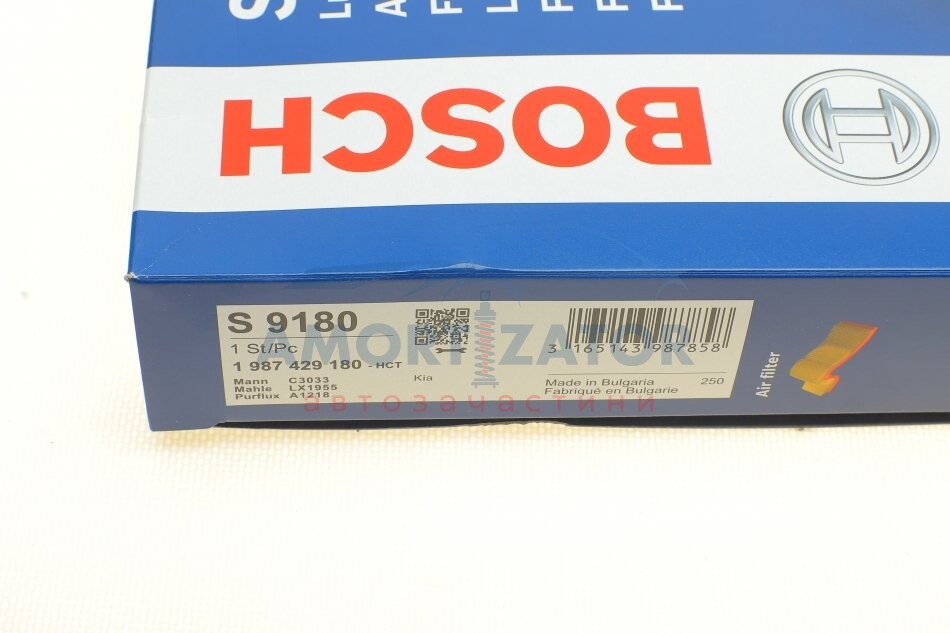 BOSCH
S 9180
1 St/Pc
1 987 429 180 - HCT
Mann C3033
Mahle LX1955
Purflux A1218
Kia
3 165143 987858
Made in Bulgaria 250
Fabriqué en Bulgarie
Air filter
AMORTIZATOR
автозачастини